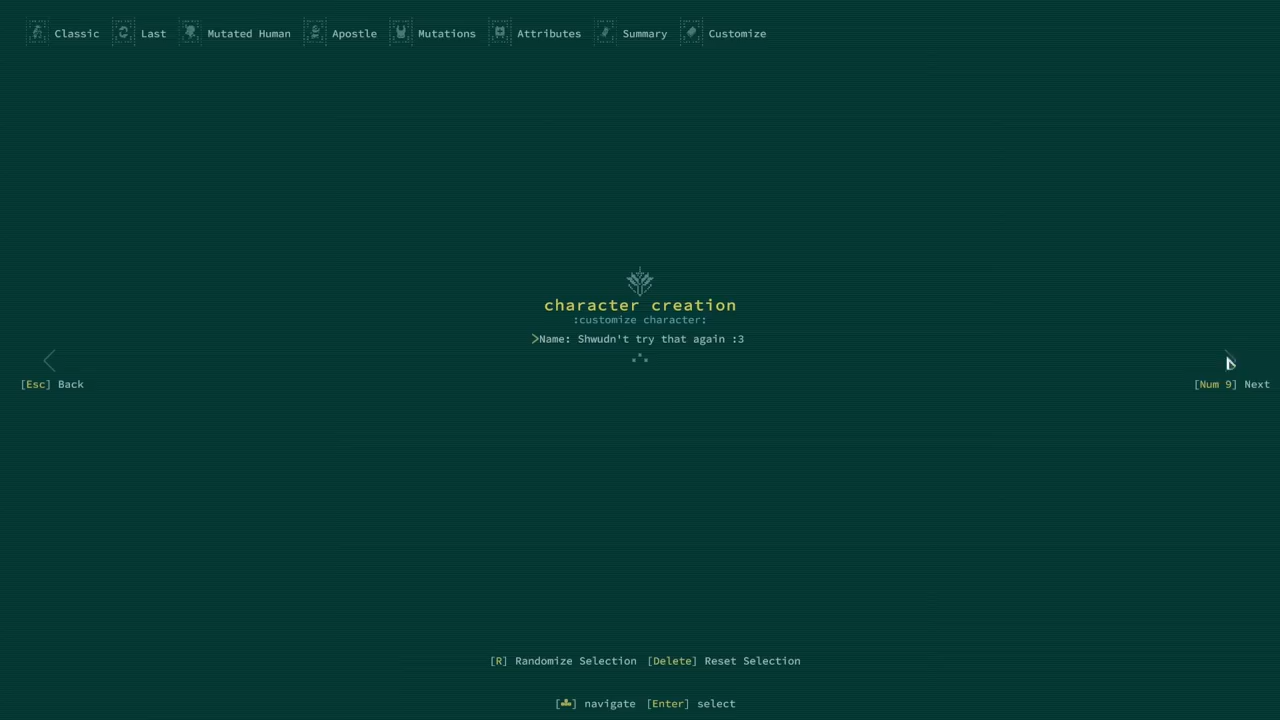 Classic Last Mutated Human Apostle Mutations Attributes Summary Customize
character creation
:customize character:
>Name: Shwudn't try that again :3
[Esc] Back
[Num 9] Next
[R] Randomize Selection [Delete] Reset Selection
navigate [Enter] select